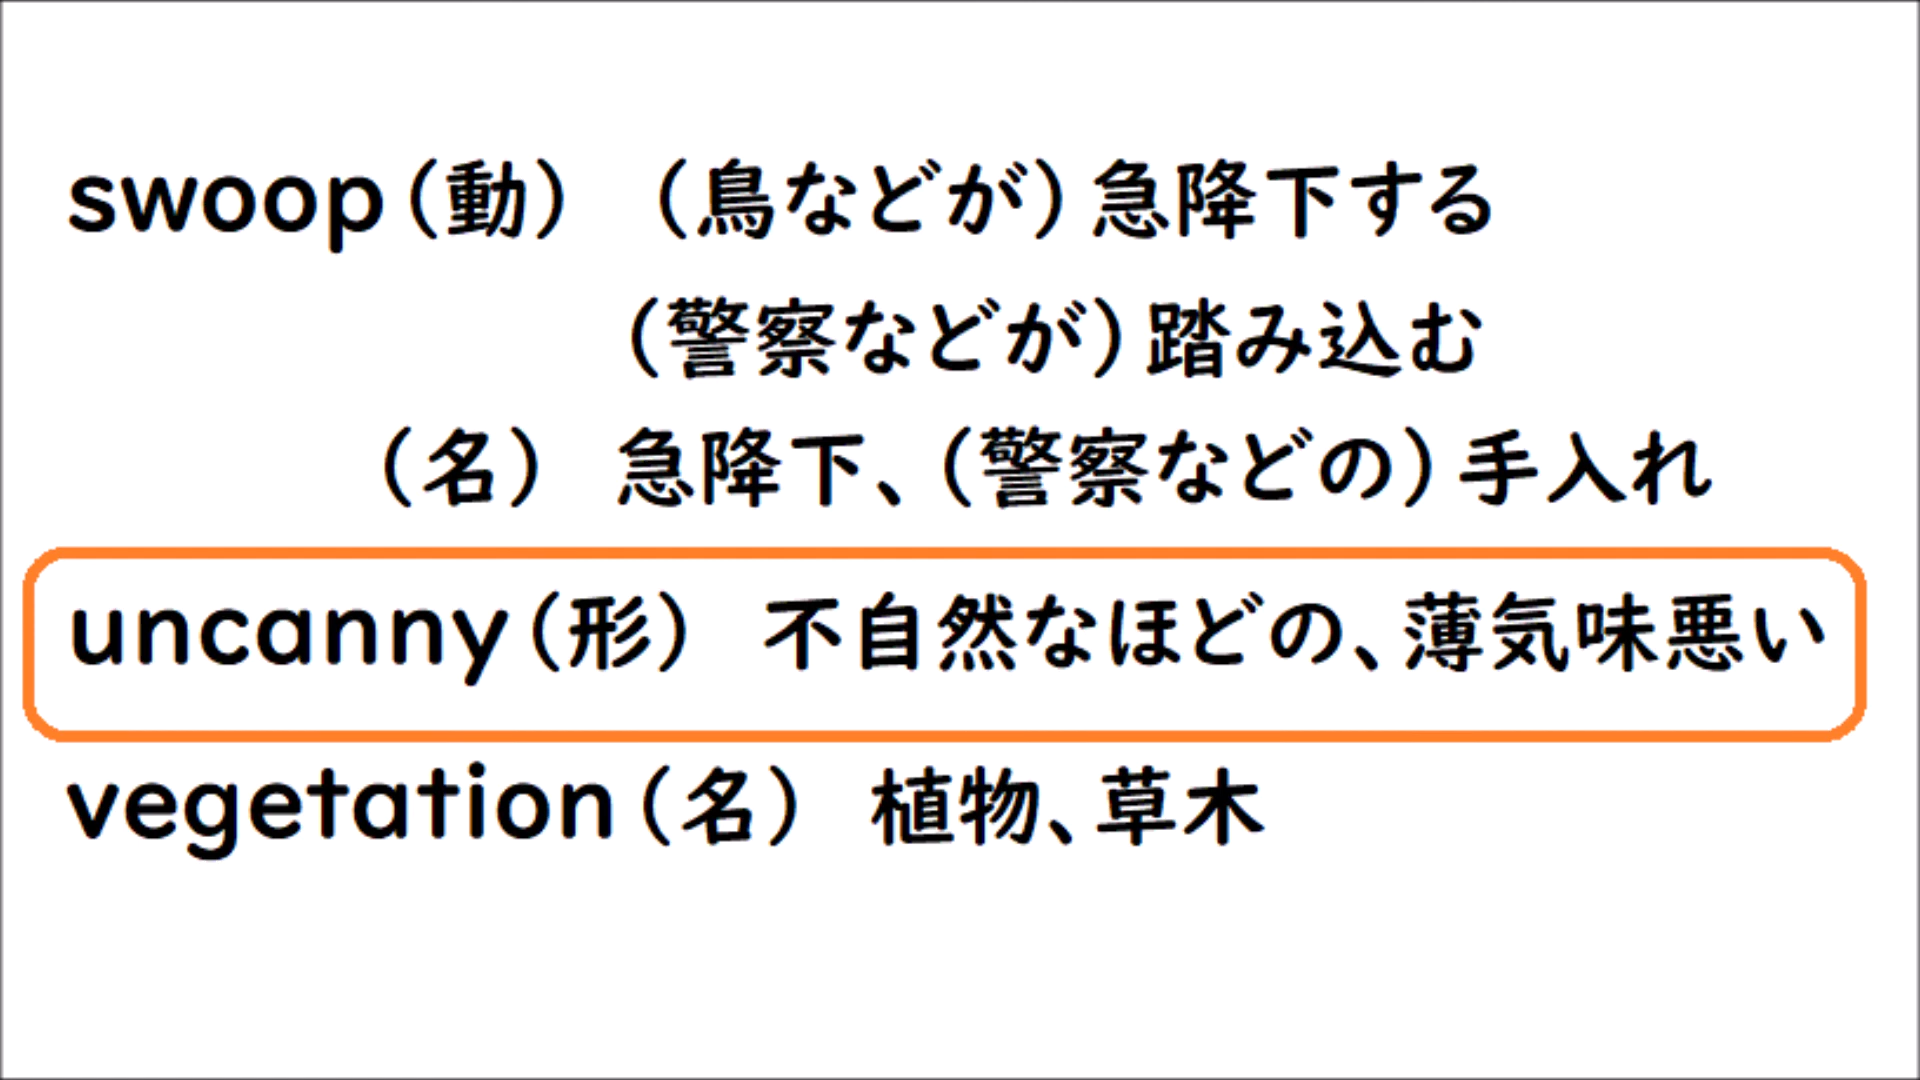 swoop（動）　（鳥などが）急降下する
（警察などが）踏み込む
（名）　急降下、（警察などの）手入れ
uncanny（形）　不自然なほどの、薄気味悪い
vegetation（名）　植物、草木